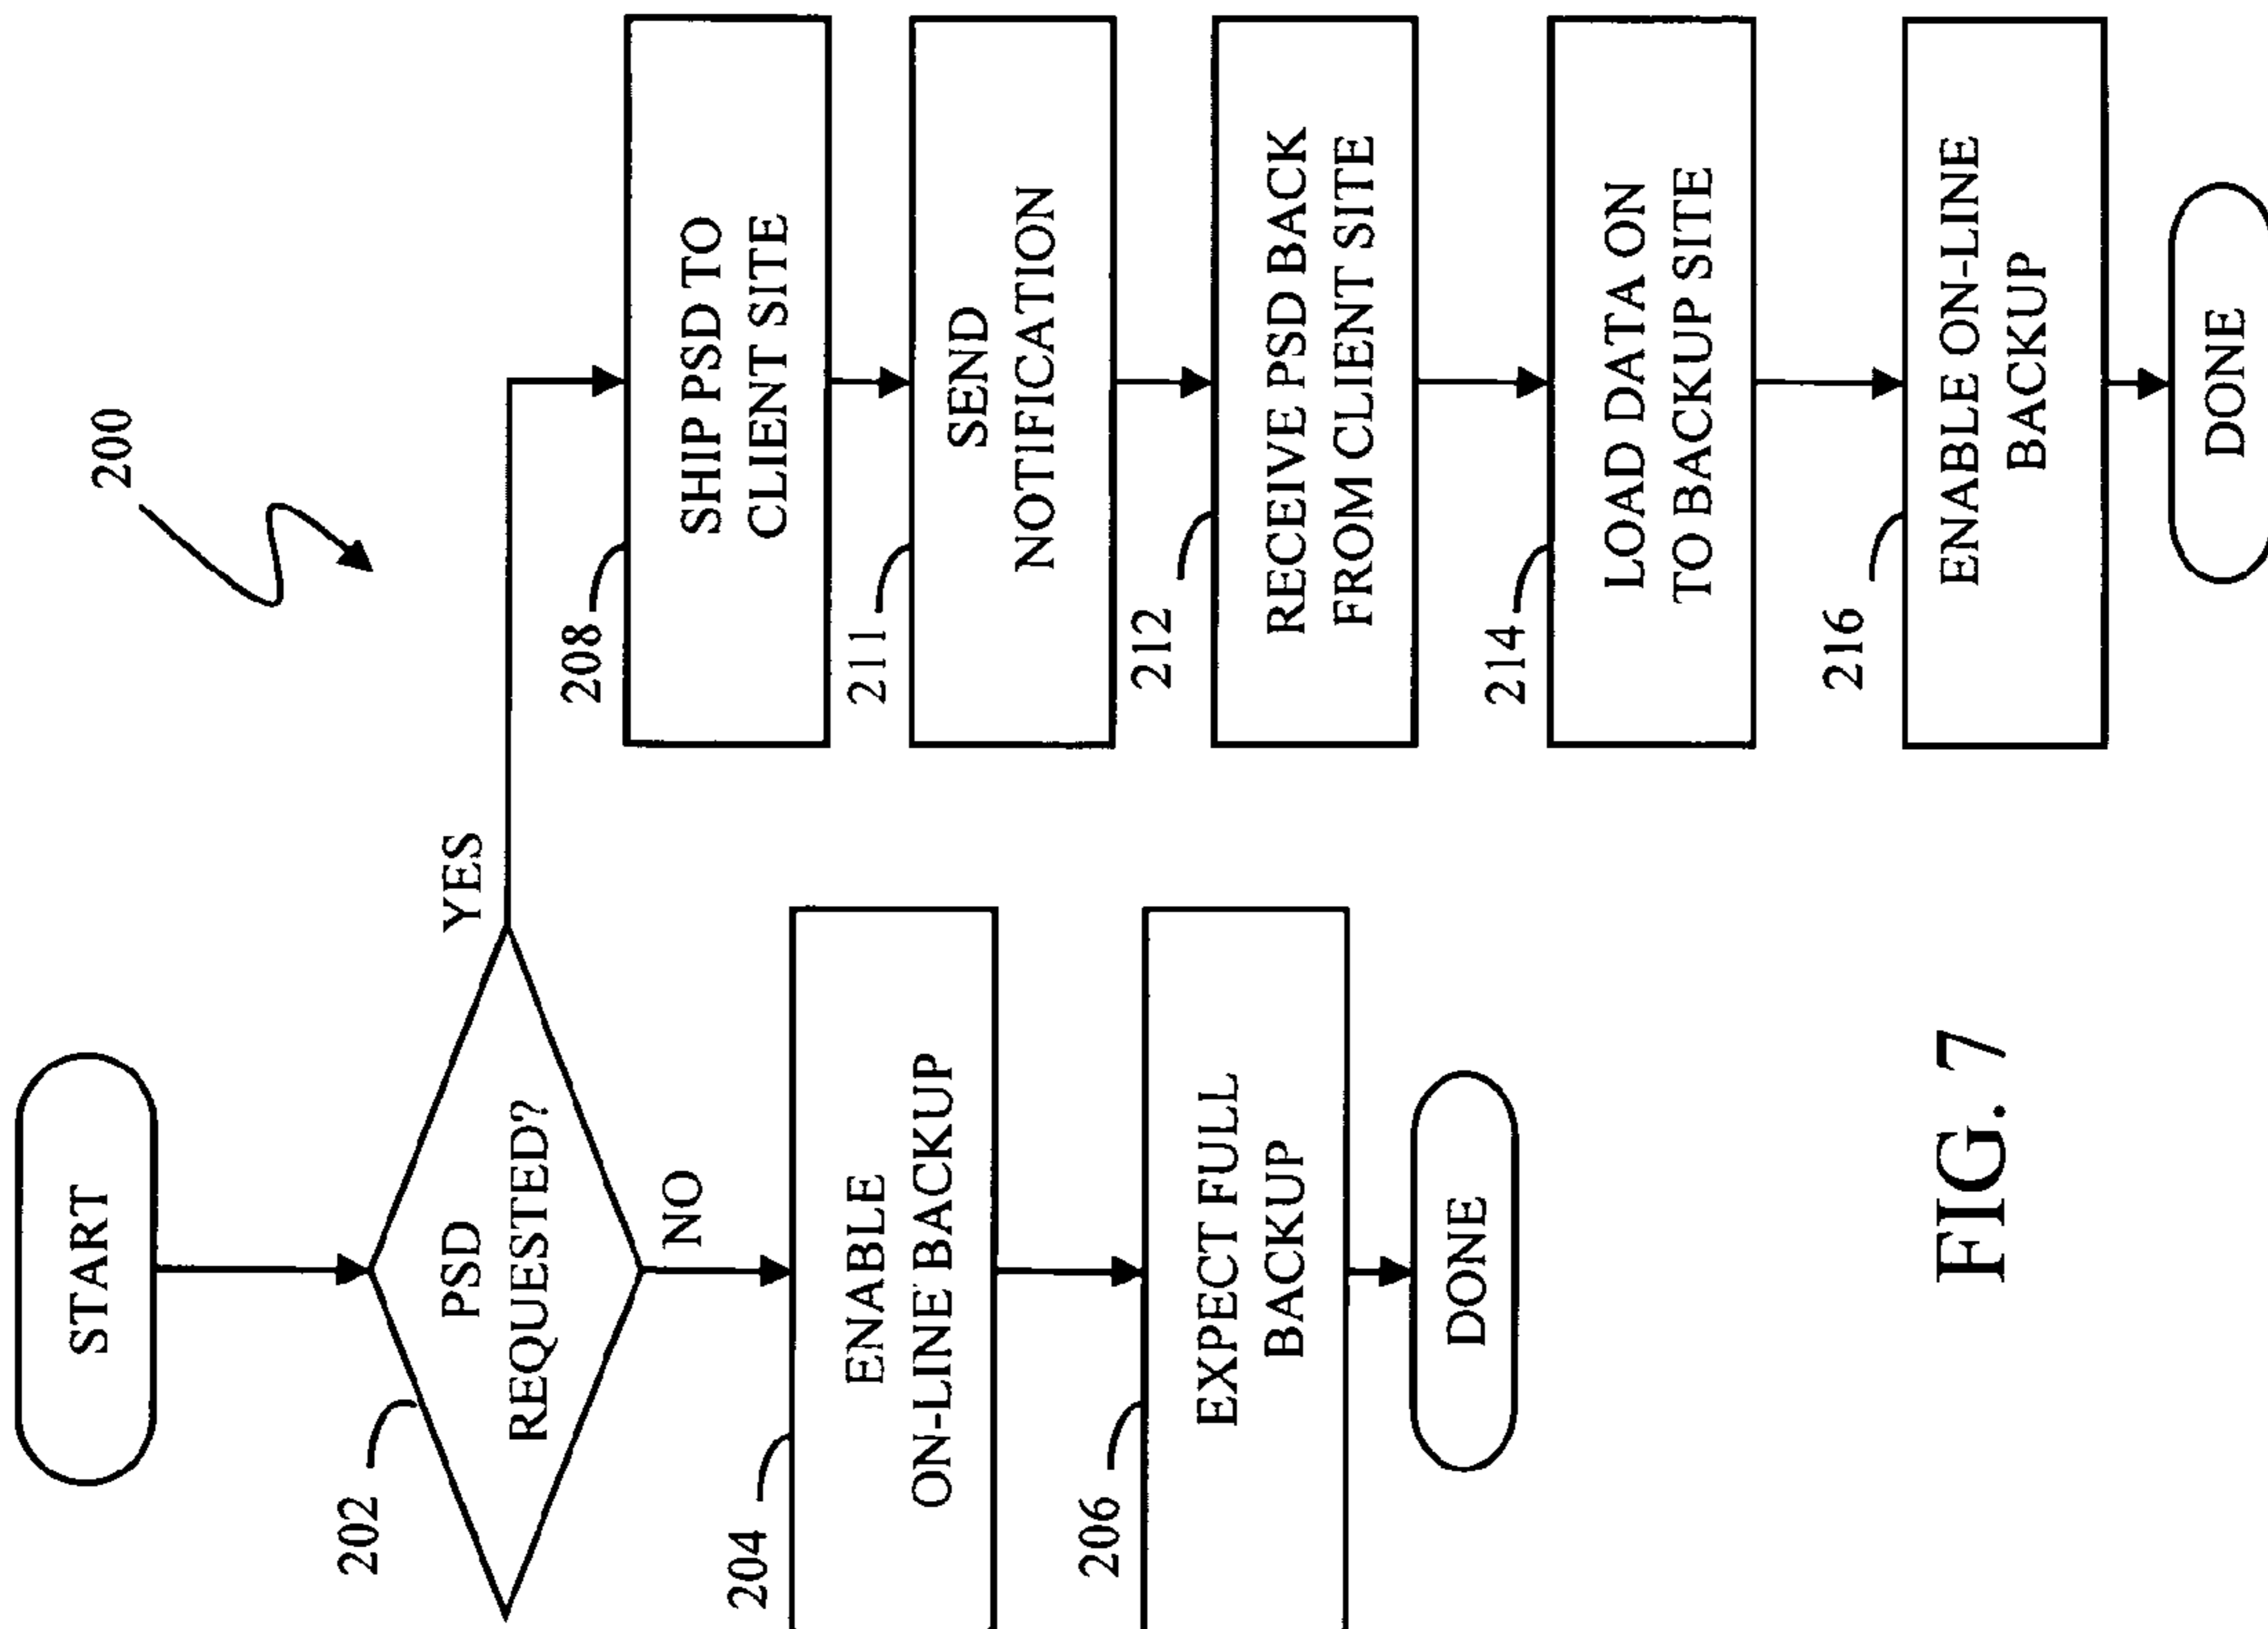 START
202
PSD
REQUESTED?
YES
NO
204
ENABLE
ON-LINE BACKUP
206
EXPECT FULL
BACKUP
DONE
200
208
SHIP PSD TO
CLIENT SITE
211
SEND
NOTIFICATION
212
RECEIVE PSD BACK
FROM CLIENT SITE
214
LOAD DATA ON
TO BACKUP SITE
216
ENABLE ON-LINE
BACKUP
DONE
FIG. 7